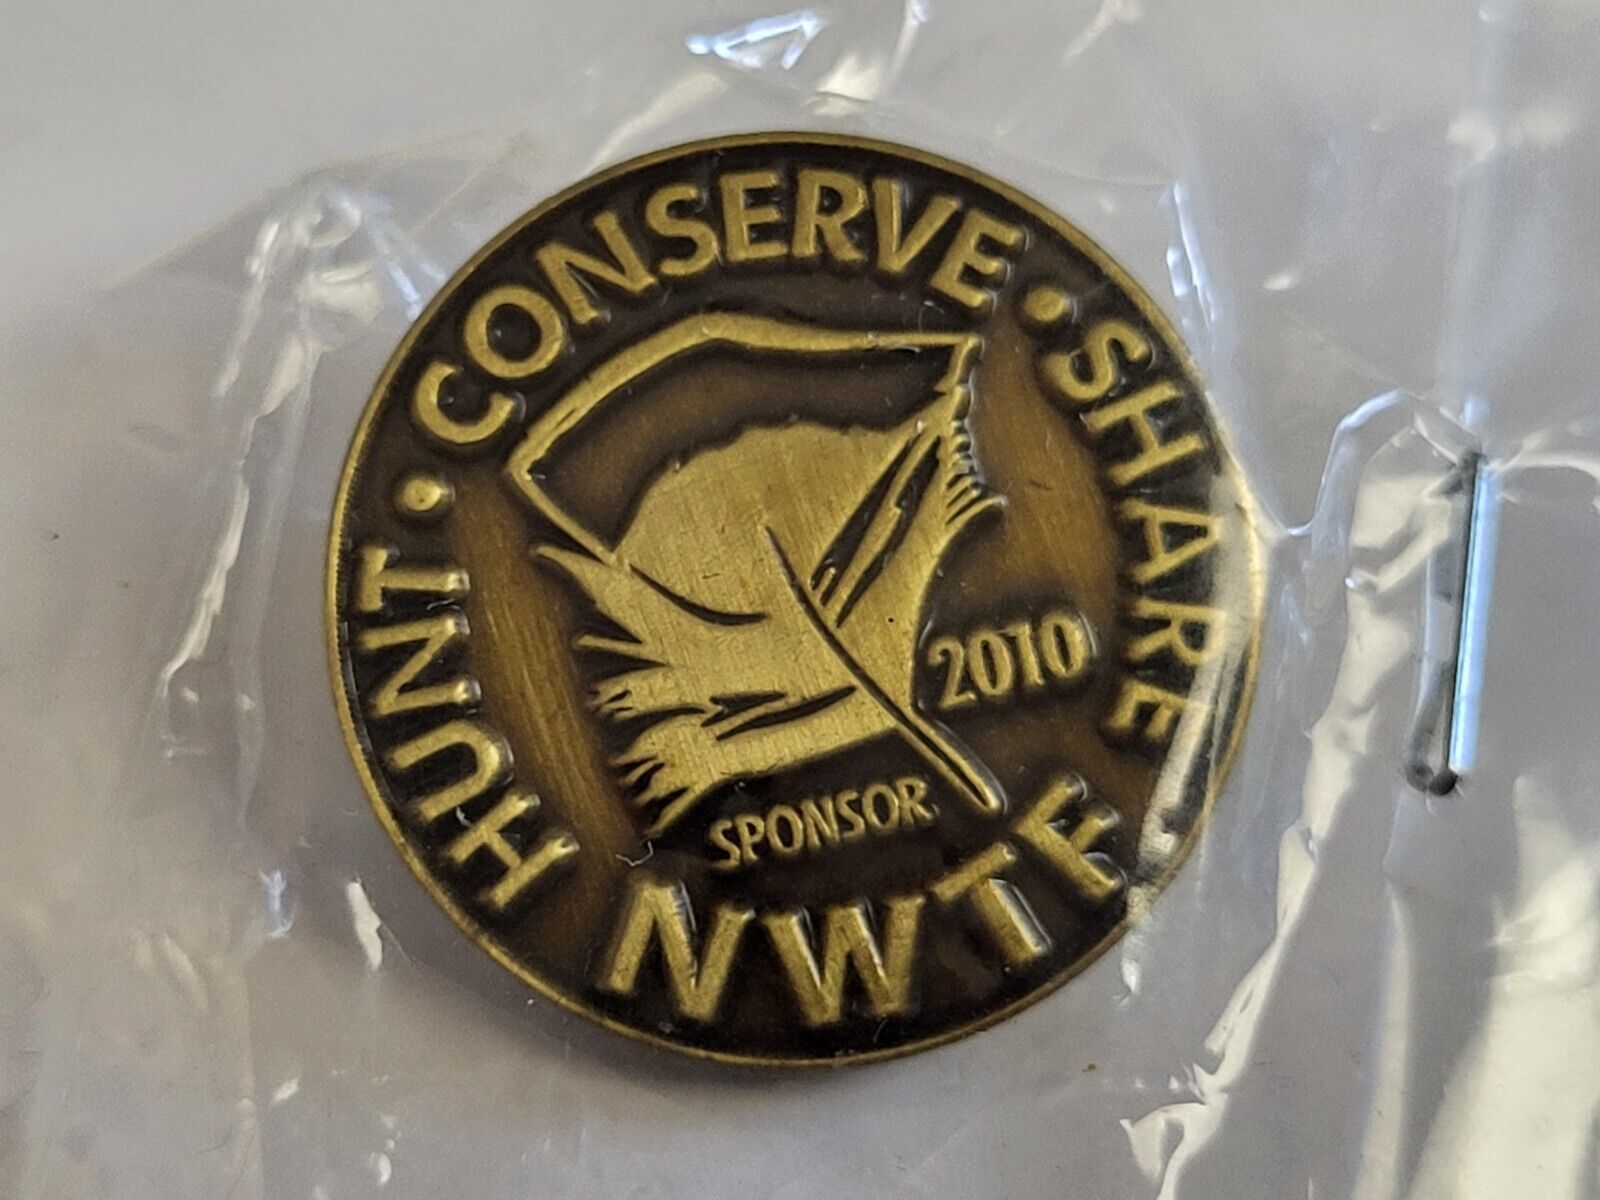 HUNT · CONSERVE · SHARE
2010
SPONSOR
NWTF